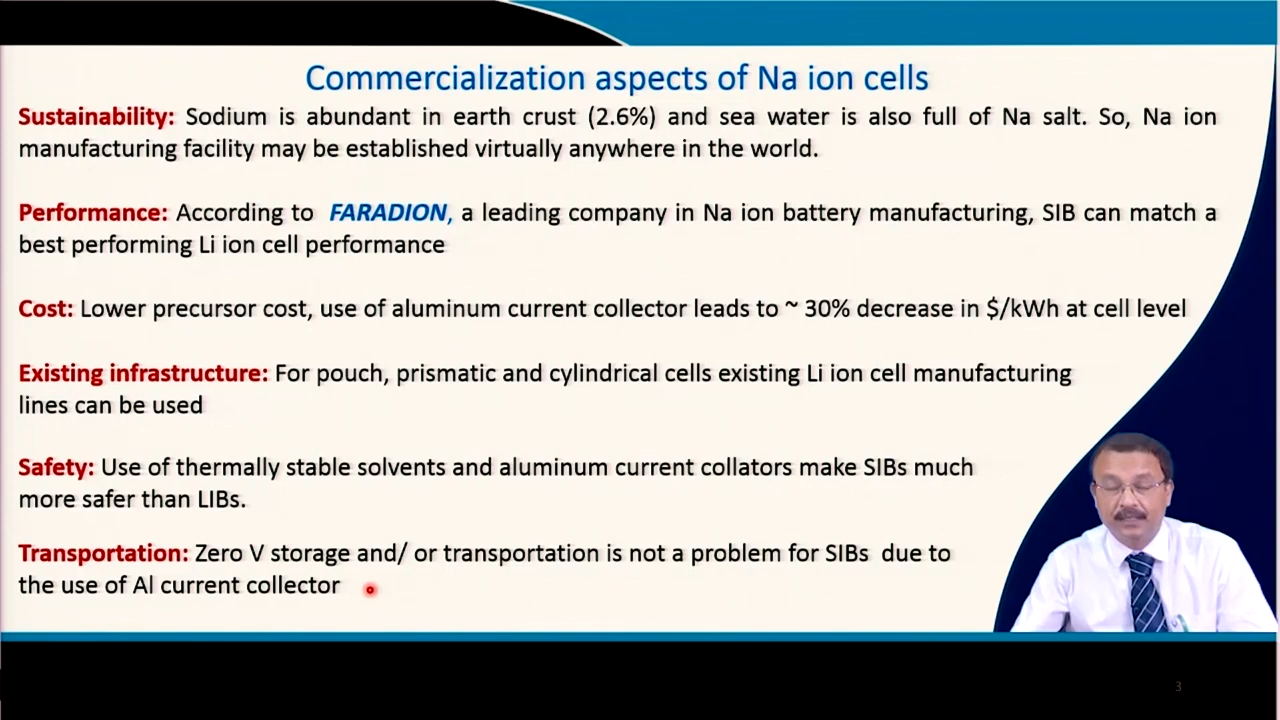 Commercialization aspects of Na ion cells
Sustainability: Sodium is abundant in earth crust (2.6%) and sea water is also full of Na salt. So, Na ion
manufacturing facility may be established virtually anywhere in the world.
Performance: According to FARADION, a leading company in Na ion battery manufacturing, SIB can match a
best performing Li ion cell performance
Cost: Lower precursor cost, use of aluminum current collector leads to ~ 30% decrease in $/kWh at cell level
Existing infrastructure: For pouch, prismatic and cylindrical cells existing Li ion cell manufacturing
lines can be used
Safety: Use of thermally stable solvents and aluminum current collators make SIBs much
more safer than LIBs.
Transportation: Zero V storage and/ or transportation is not a problem for SIBs due to
the use of Al current collector
3